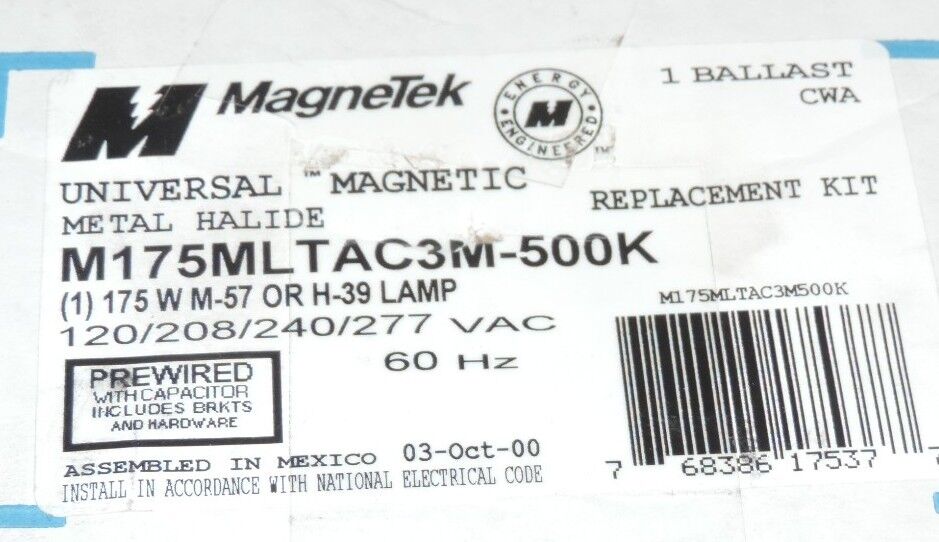 MagneTek
ENERGY ENGINEERED
M
1 BALLAST
CWA
UNIVERSAL ™ MAGNETIC
METAL HALIDE
REPLACEMENT KIT
M175MLTAC3M-500K
(1) 175 W M-57 OR H-39 LAMP
120/208/240/277 VAC
60 Hz
M175MLTAC3M500K
PREWIRED
WITH CAPACITOR
INCLUDES BRKTS
AND HARDWARE
ASSEMBLED IN MEXICO 03-Oct-00
INSTALL IN ACCORDANCE WITH NATIONAL ELECTRICAL CODE
7 68386 17537 7